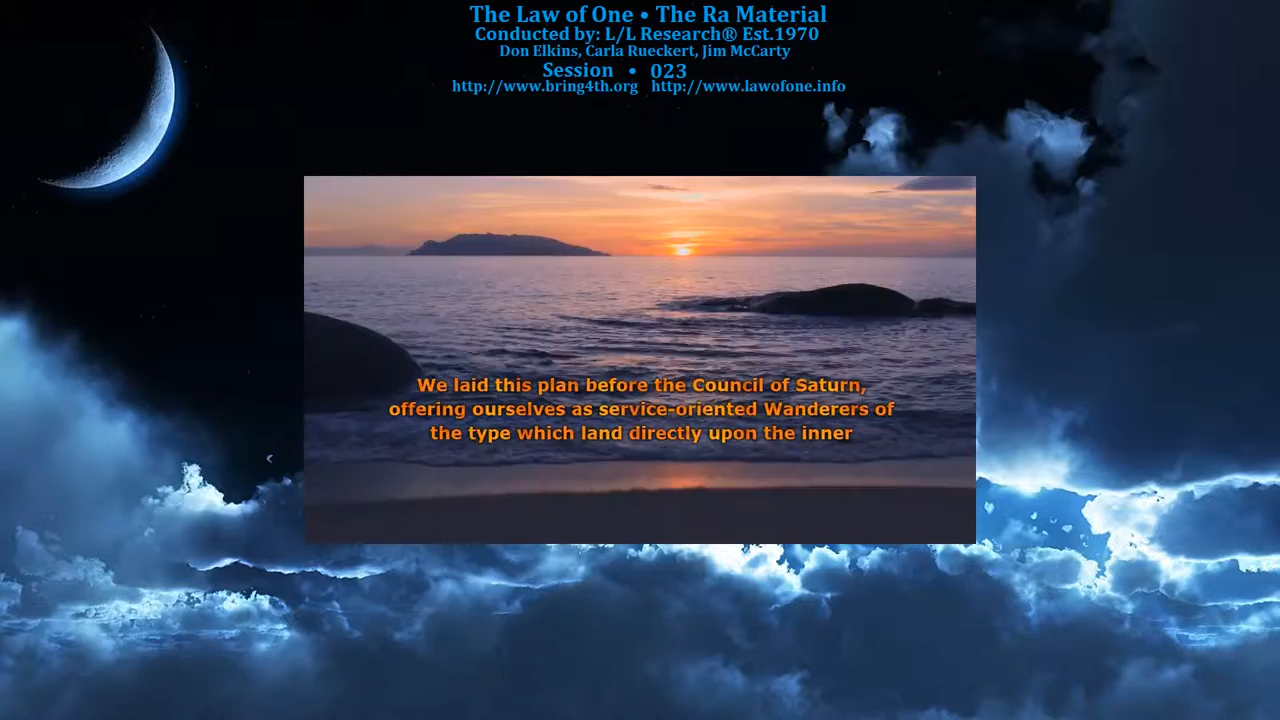 The Law of One • The Ra Material
Conducted by: L/L Research® Est.1970
Don Elkins, Carla Rueckert, Jim McCarty
Session • 023
http://www.bring4th.org http://www.lawofone.info
We laid this plan before the Council of Saturn,
offering ourselves as service-oriented Wanderers of
the type which land directly upon the inner